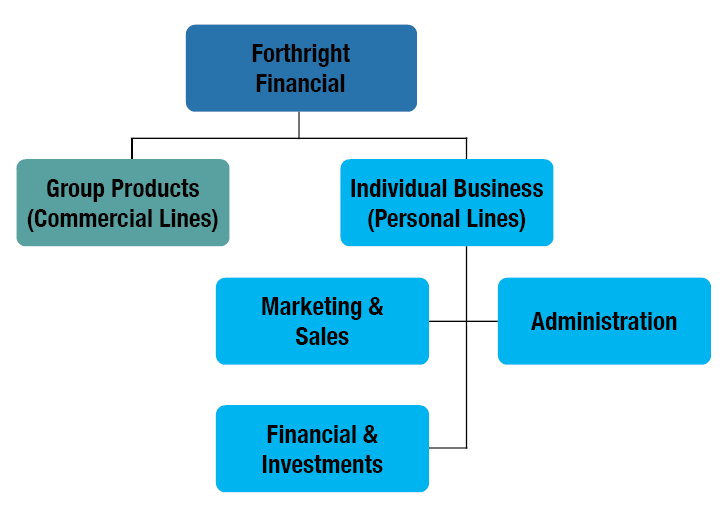 Forthright
Financial
Group Products
(Commercial Lines)
Individual Business
(Personal Lines)
Marketing &
Sales
Administration
Financial &
Investments